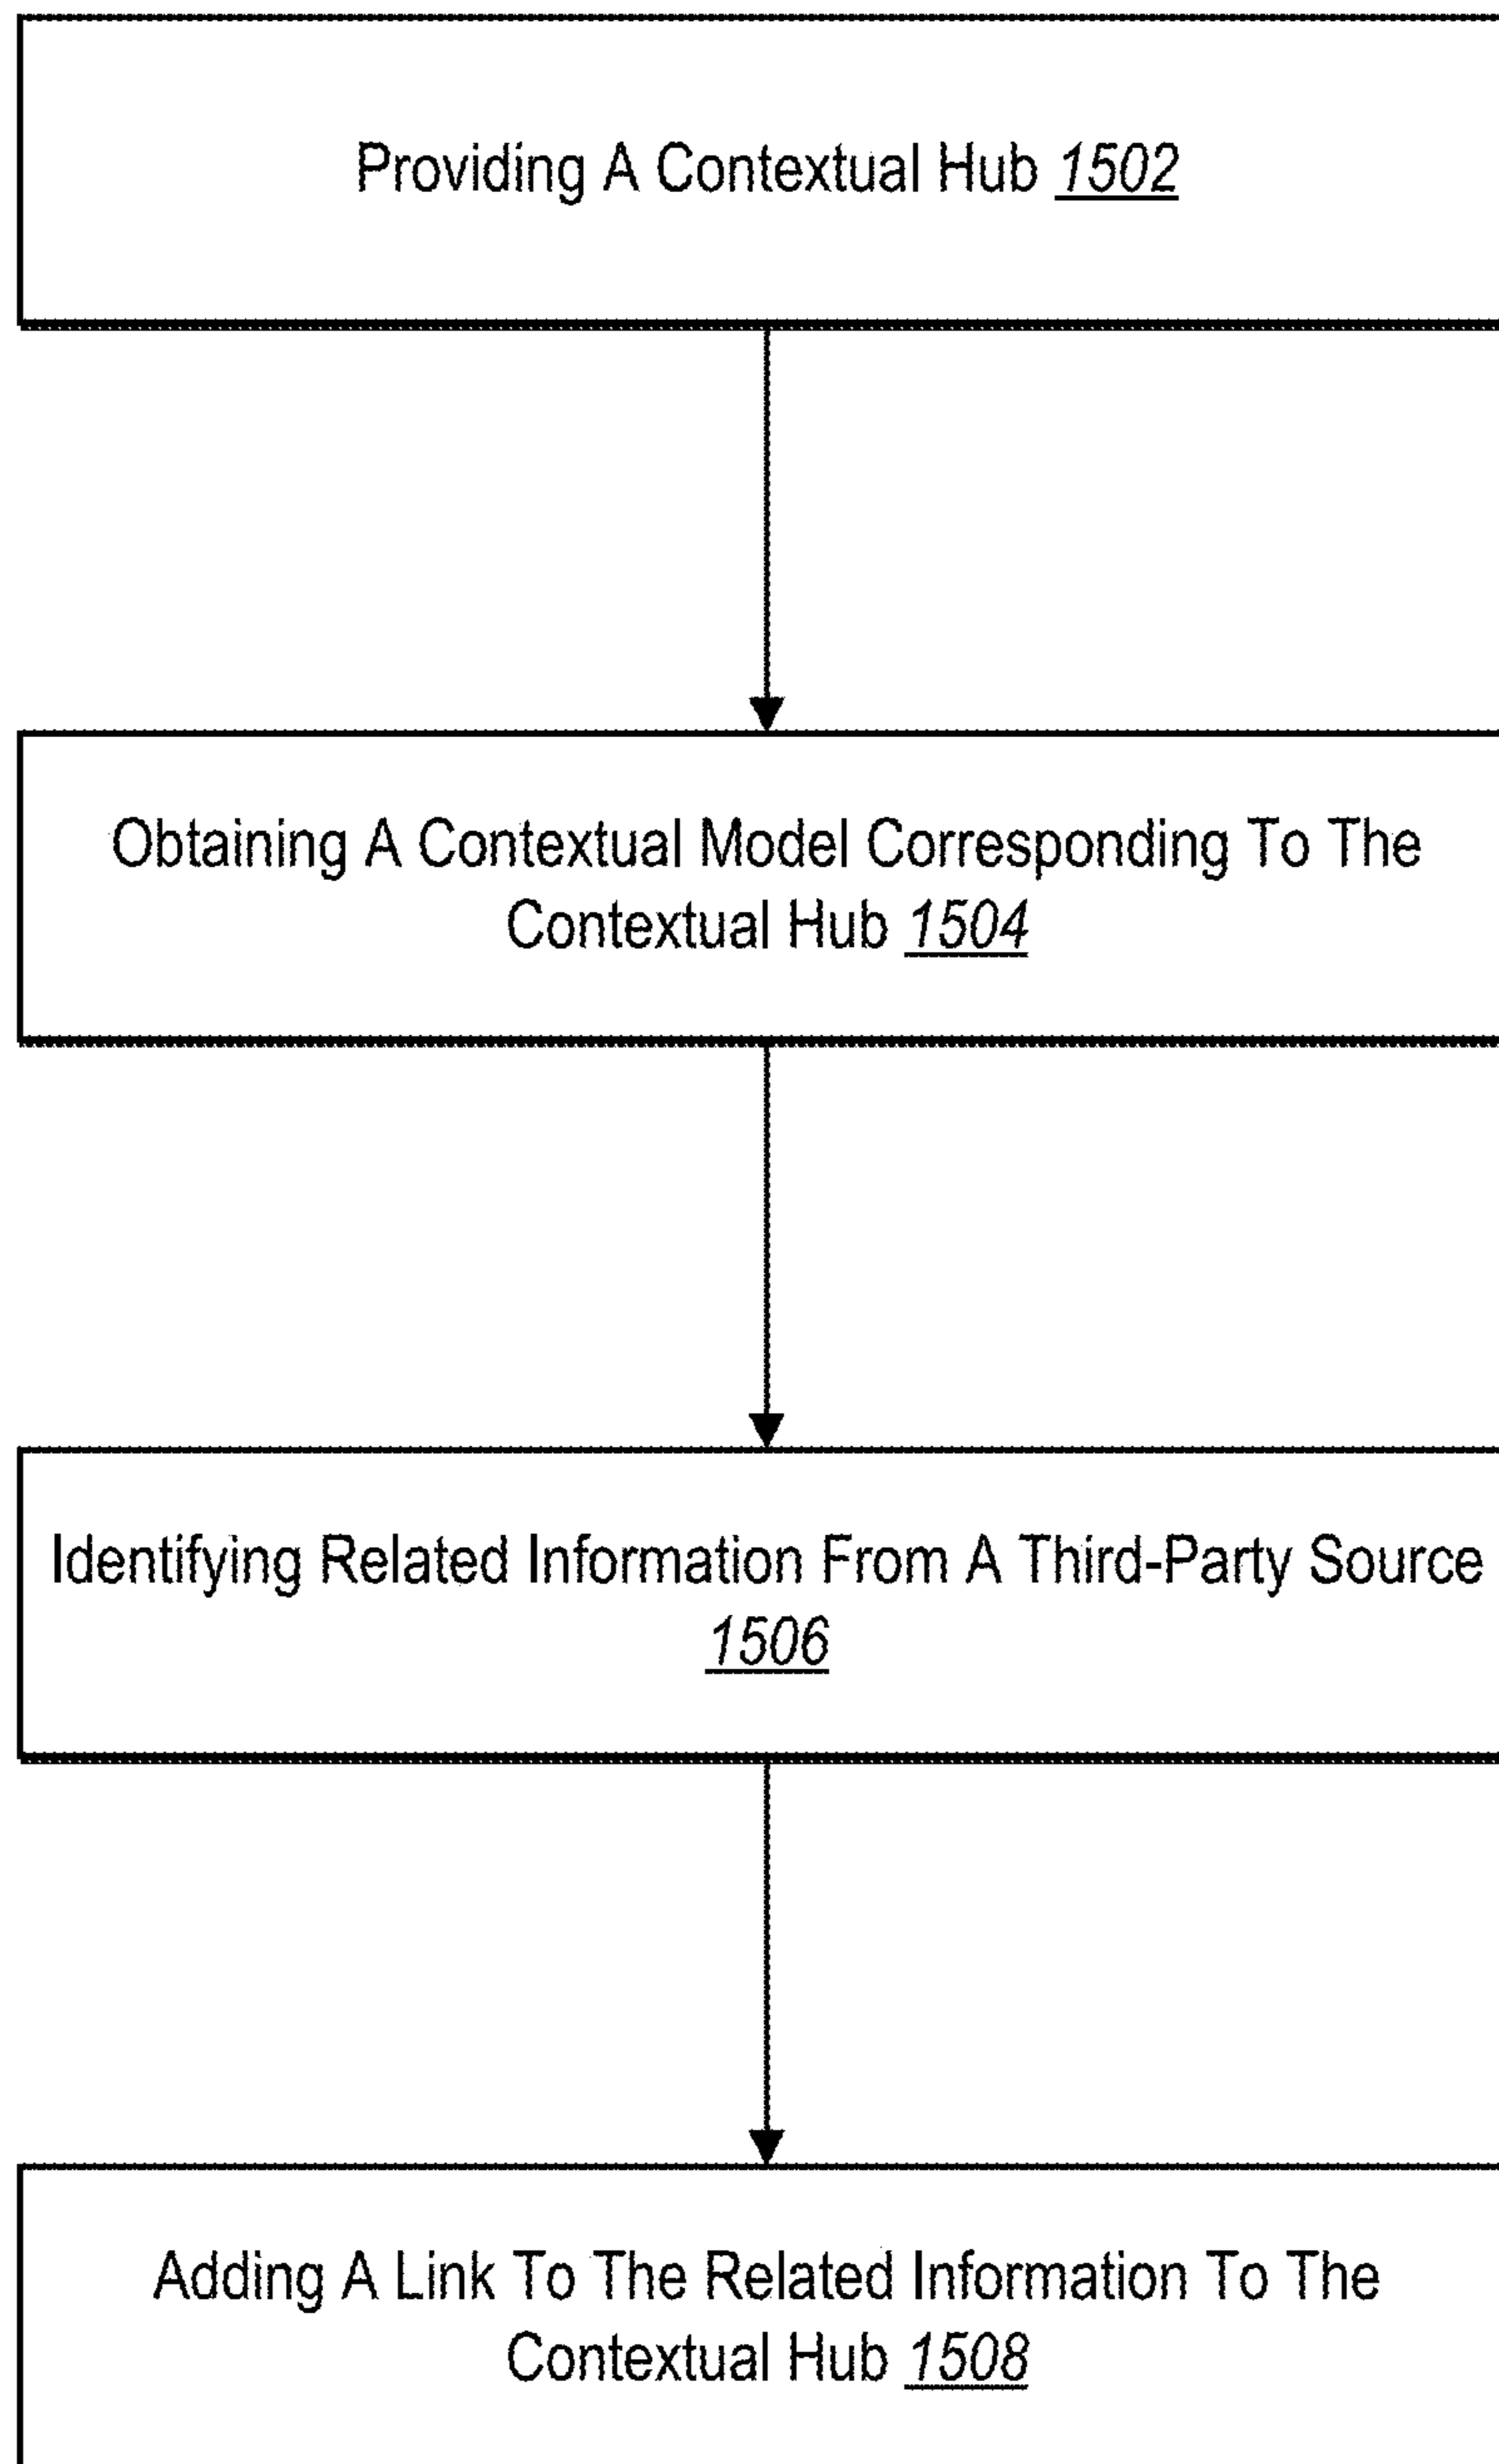 Providing A Contextual Hub 1502
Obtaining A Contextual Model Corresponding To The
Contextual Hub 1504
Identifying Related Information From A Third-Party Source
1506
Adding A Link To The Related Information To The
Contextual Hub 1508